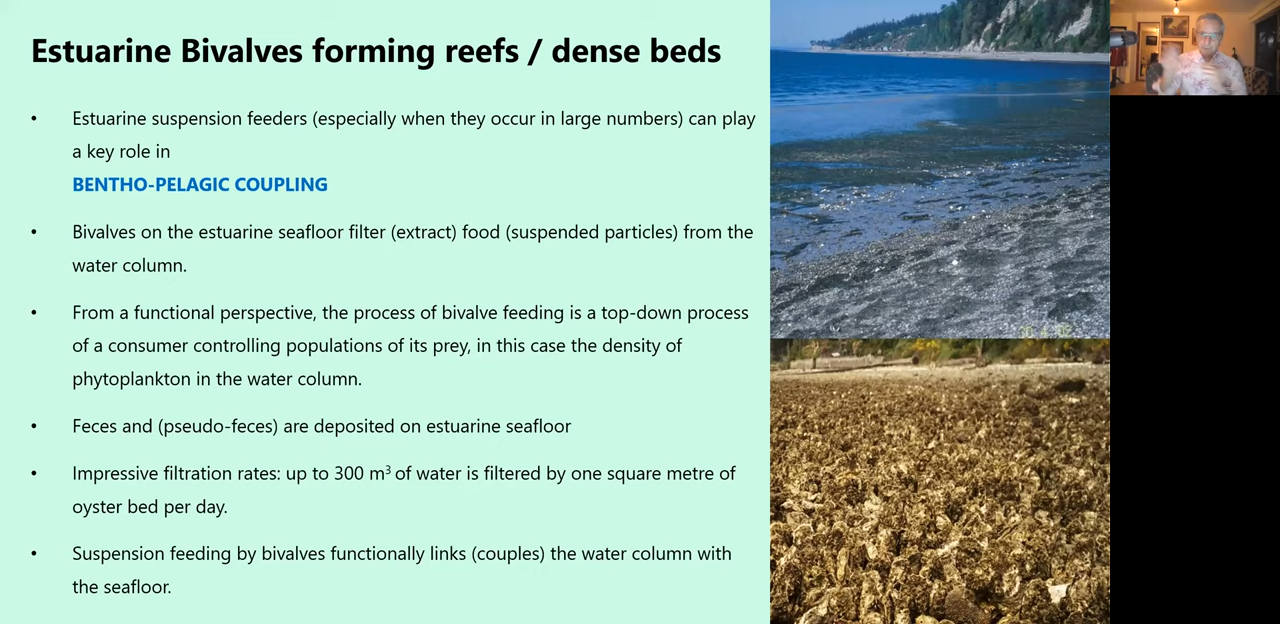 Estuarine Bivalves forming reefs / dense beds
• Estuarine suspension feeders (especially when they occur in large numbers) can play
a key role in
BENTHO-PELAGIC COUPLING
• Bivalves on the estuarine seafloor filter (extract) food (suspended particles) from the
water column.
• From a functional perspective, the process of bivalve feeding is a top-down process
of a consumer controlling populations of its prey, in this case the density of
phytoplankton in the water column.
• Feces and (pseudo-feces) are deposited on estuarine seafloor
• Impressive filtration rates: up to 300 m³ of water is filtered by one square metre of
oyster bed per day.
• Suspension feeding by bivalves functionally links (couples) the water column with
the seafloor.